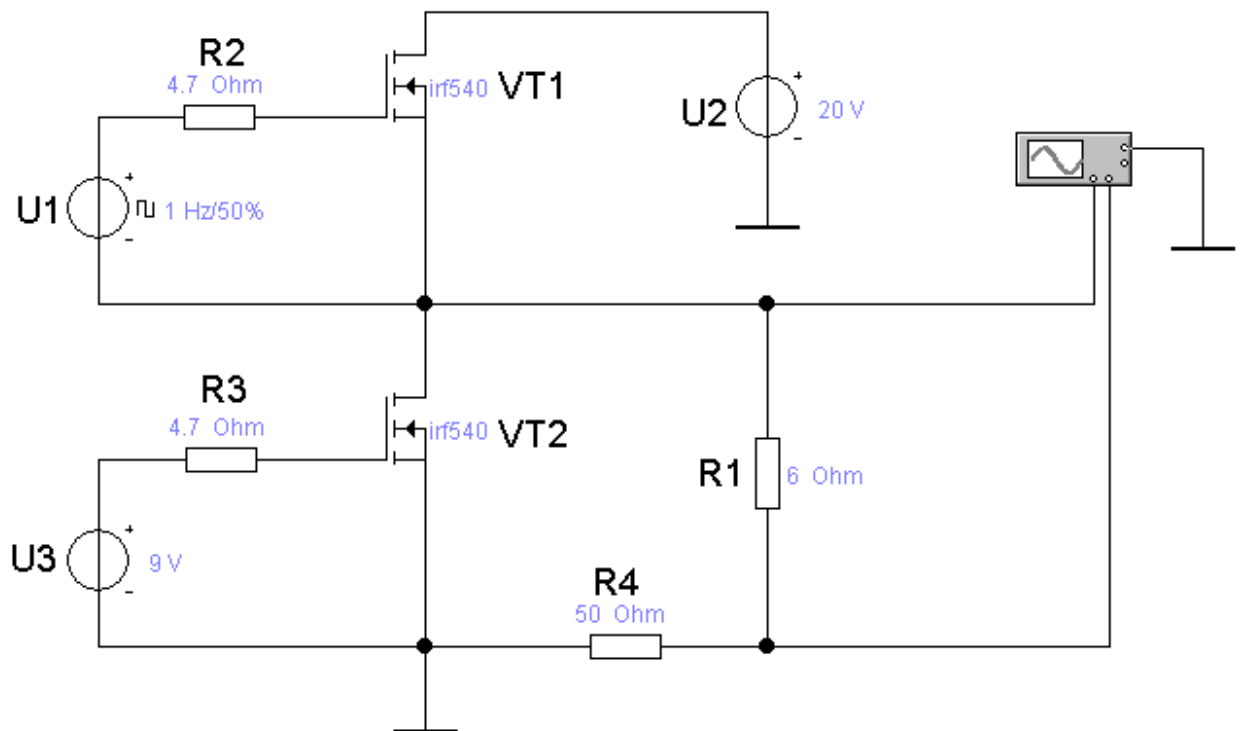 R2
4.7 Ohm
irf540 VT1
U2
20 V
+
-
U1
1 Hz/50%
+
-
R3
4.7 Ohm
irf540 VT2
R1
6 Ohm
U3
9 V
+
-
R4
50 Ohm